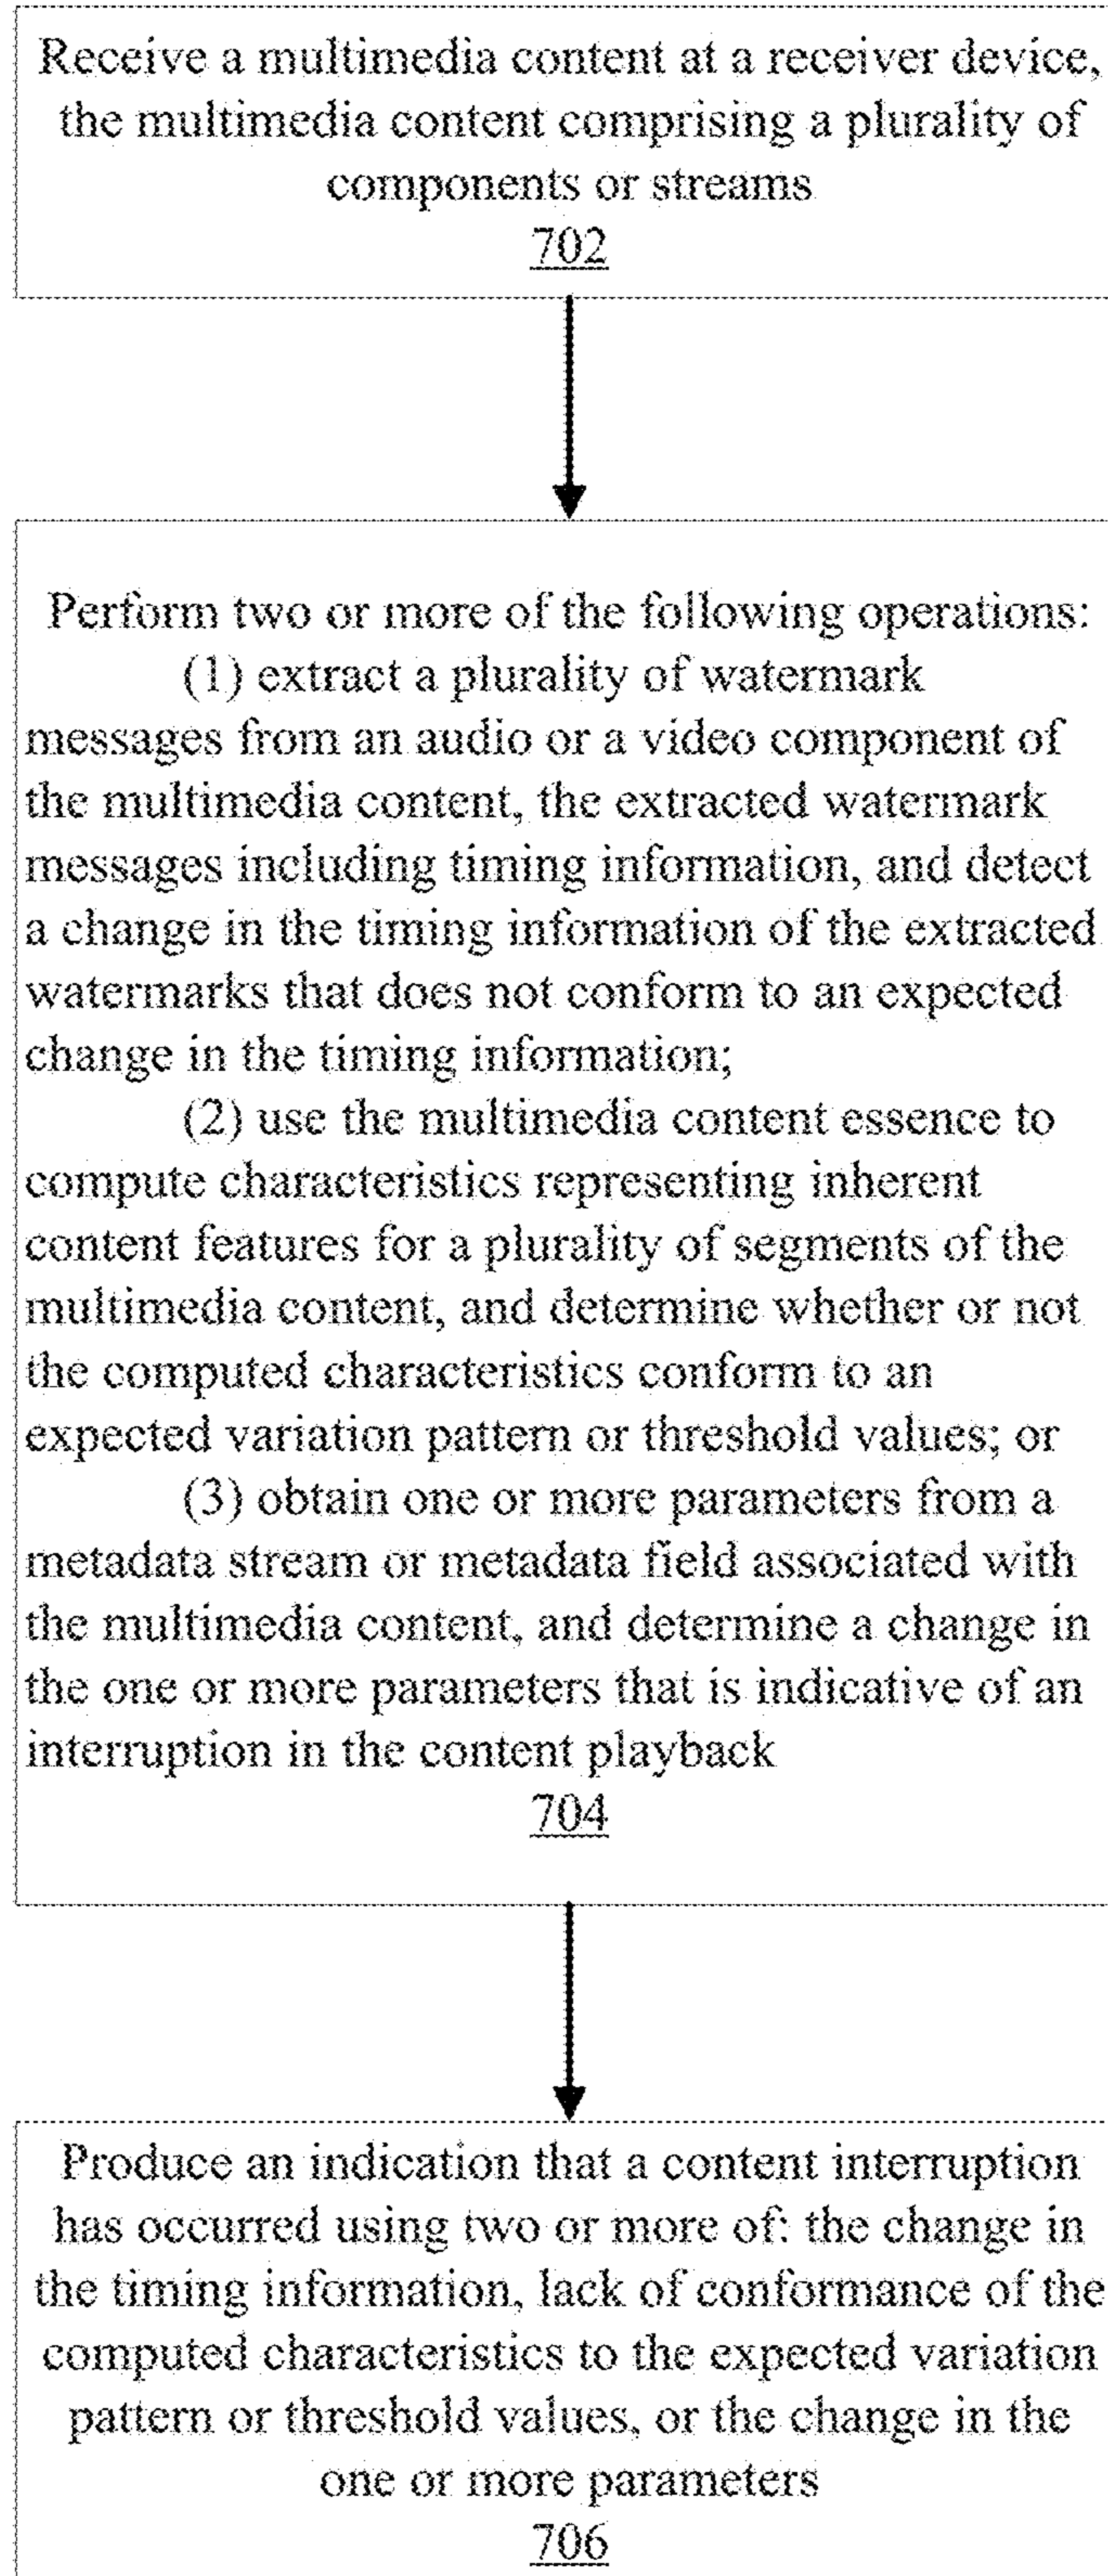 Receive a multimedia content at a receiver device,
the multimedia content comprising a plurality of
components or streams
702
Perform two or more of the following operations:
(1) extract a plurality of watermark
messages from an audio or a video component of
the multimedia content, the extracted watermark
messages including timing information, and detect
a change in the timing information of the extracted
watermarks that does not conform to an expected
change in the timing information;
(2) use the multimedia content essence to
compute characteristics representing inherent
content features for a plurality of segments of the
multimedia content, and determine whether or not
the computed characteristics conform to an
expected variation pattern or threshold values; or
(3) obtain one or more parameters from a
metadata stream or metadata field associated with
the multimedia content, and determine a change in
the one or more parameters that is indicative of an
interruption in the content playback
704
Produce an indication that a content interruption
has occurred using two or more of: the change in
the timing information, lack of conformance of the
computed characteristics to the expected variation
pattern or threshold values, or the change in the
one or more parameters
706